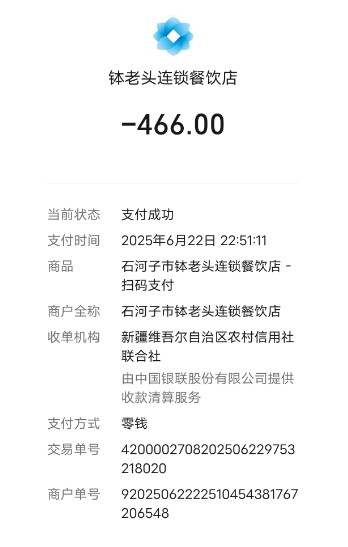 钵老头连锁餐饮店
-466.00
当前状态 支付成功
支付时间 2025年6月22日 22:51:11
商品 石河子市钵老头连锁餐饮店 -
扫码支付
商户全称 石河子市钵老头连锁餐饮店
收单机构 新疆维吾尔自治区农村信用社
联合社
由中国银联股份有限公司提供
收款清算服务
支付方式 零钱
交易单号 4200002708202506229753
218020
商户单号 92025062222510454381767
206548